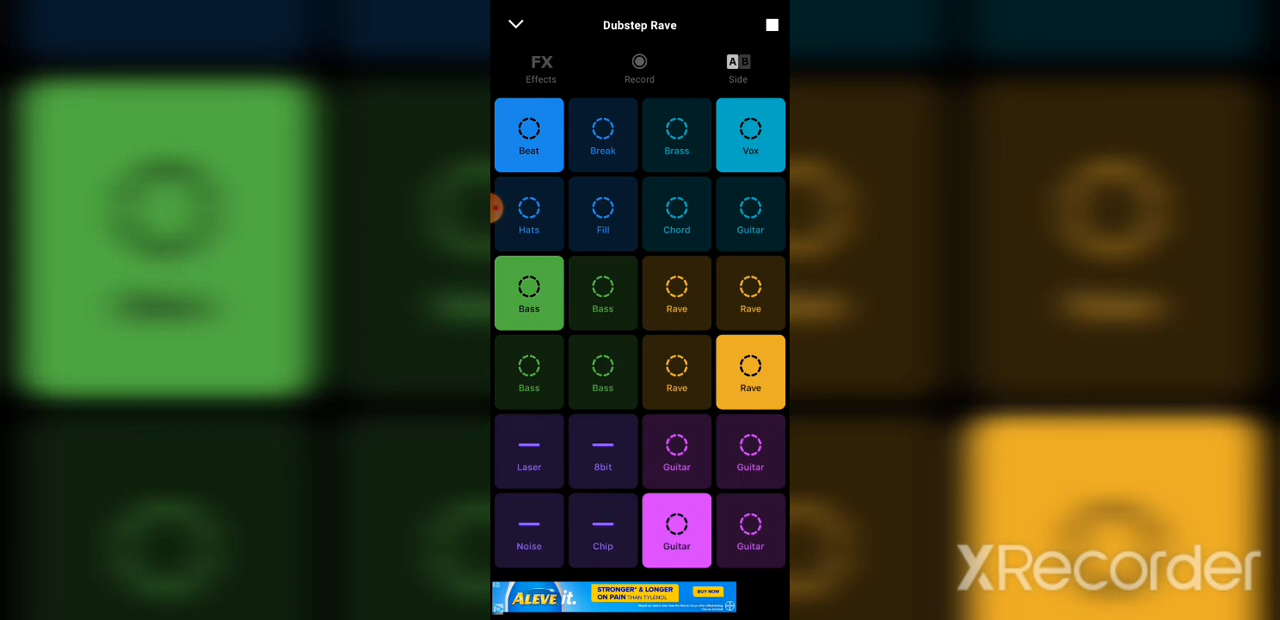 Dubstep Rave
FX
Effects
Record
A B
Side
Beat
Break
Brass
Vox
Hats
Fill
Chord
Guitar
Bass
Bass
Rave
Rave
Bass
Bass
Rave
Rave
Laser
8bit
Guitar
Guitar
Noise
Chip
Guitar
Guitar
ALEVE it.
STRONGER* & LONGER
ON PAIN THAN TYLENOL
BUY NOW
XRecorder